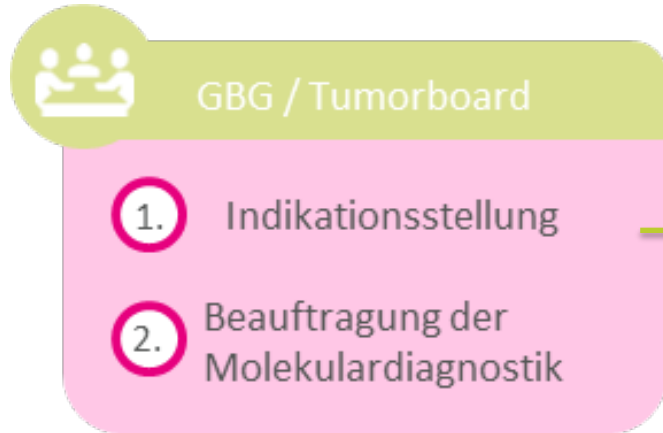 GBG / Tumorboard
1. Indikationsstellung
2. Beauftragung der
Molekulardiagnostik